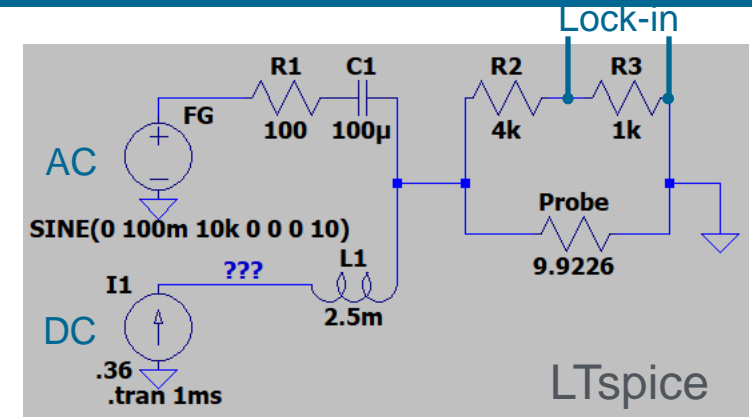 Lock-in
R1
C1
R2
R3
FG
100
100µ
4k
1k
AC
+
−
SINE(0 100m 10k 0 0 0 10)
Probe
9.9226
???
L1
I1
2.5m
DC
.36
.tran 1ms
LTspice